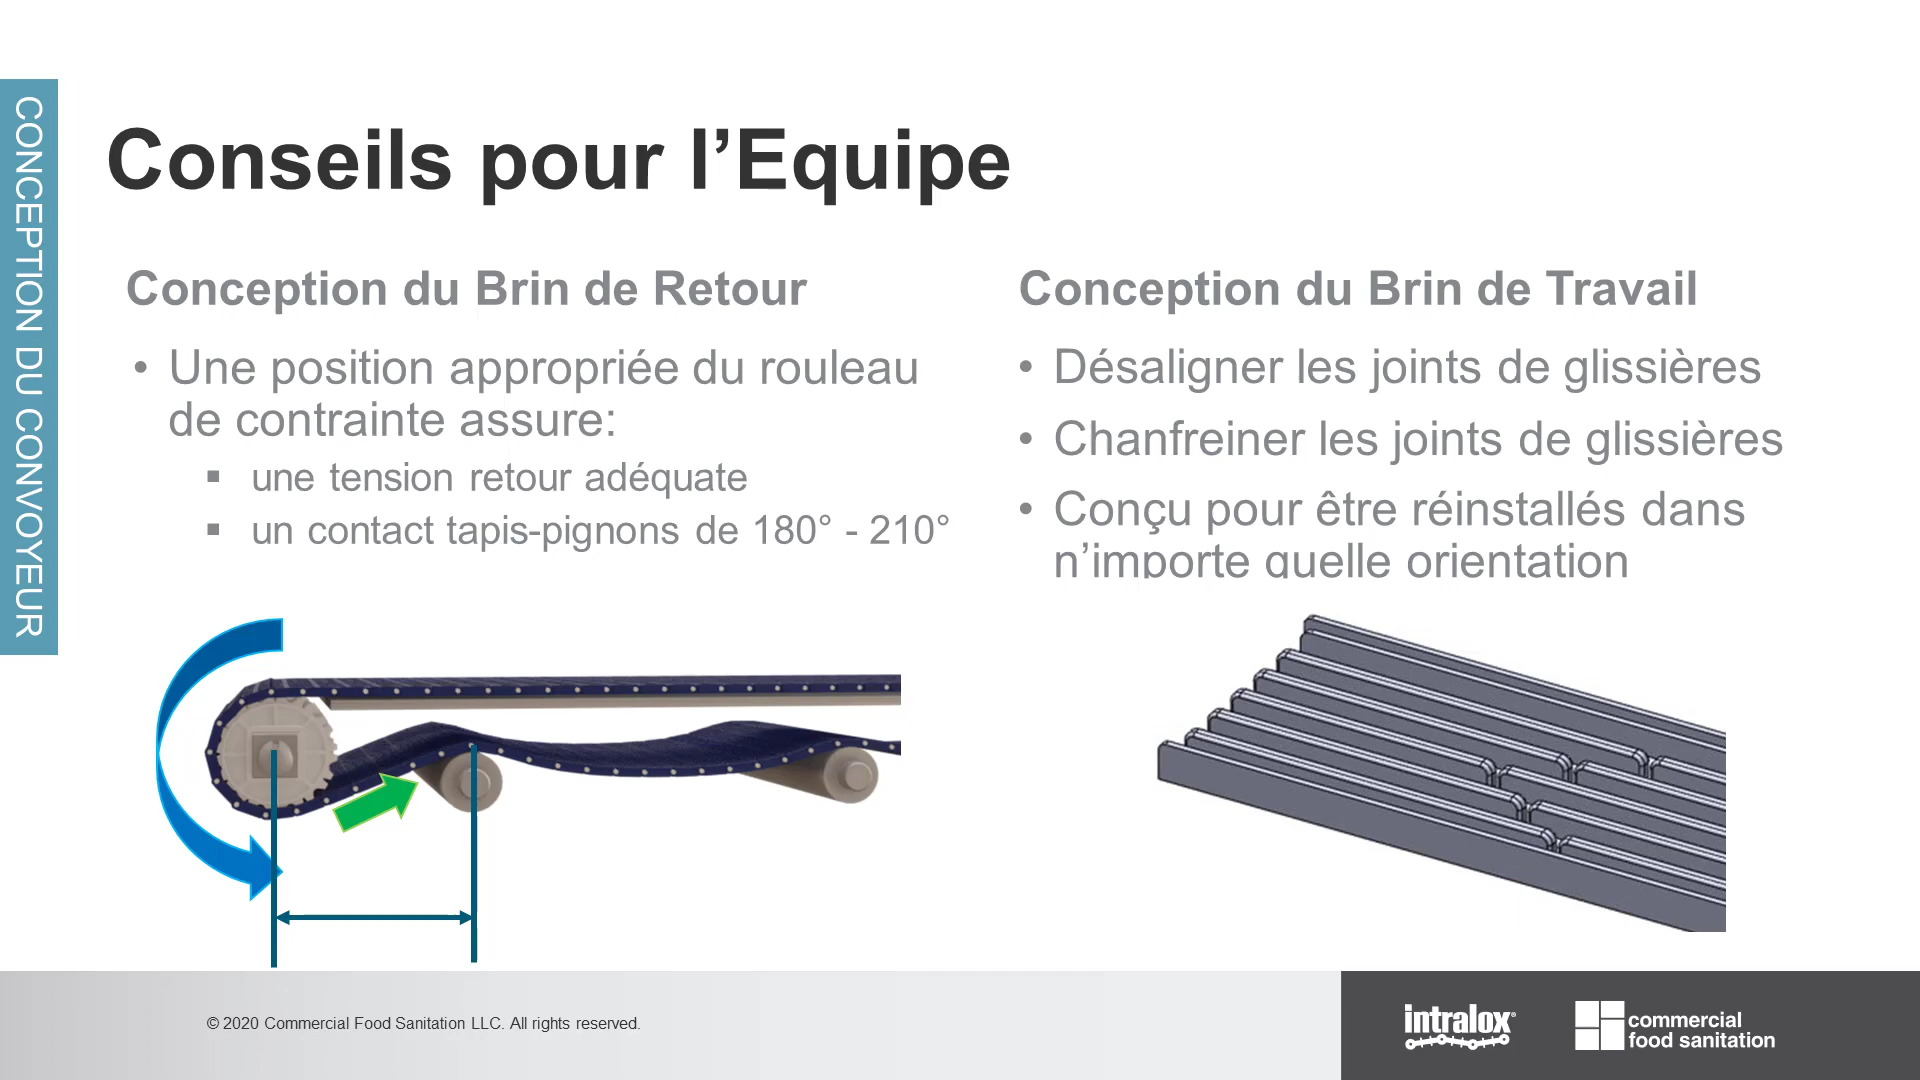 CONCEPTION DU CONVOYEUR
Conseils pour l’Equipe
Conception du Brin de Retour
• Une position appropriée du rouleau
de contrainte assure:
▪ une tension retour adéquate
▪ un contact tapis-pignons de 180° - 210°
Conception du Brin de Travail
• Désaligner les joints de glissières
• Chanfreiner les joints de glissières
• Conçu pour être réinstallés dans
n’importe quelle orientation
© 2020 Commercial Food Sanitation LLC. All rights reserved.
intralox®
commercial
food sanitation